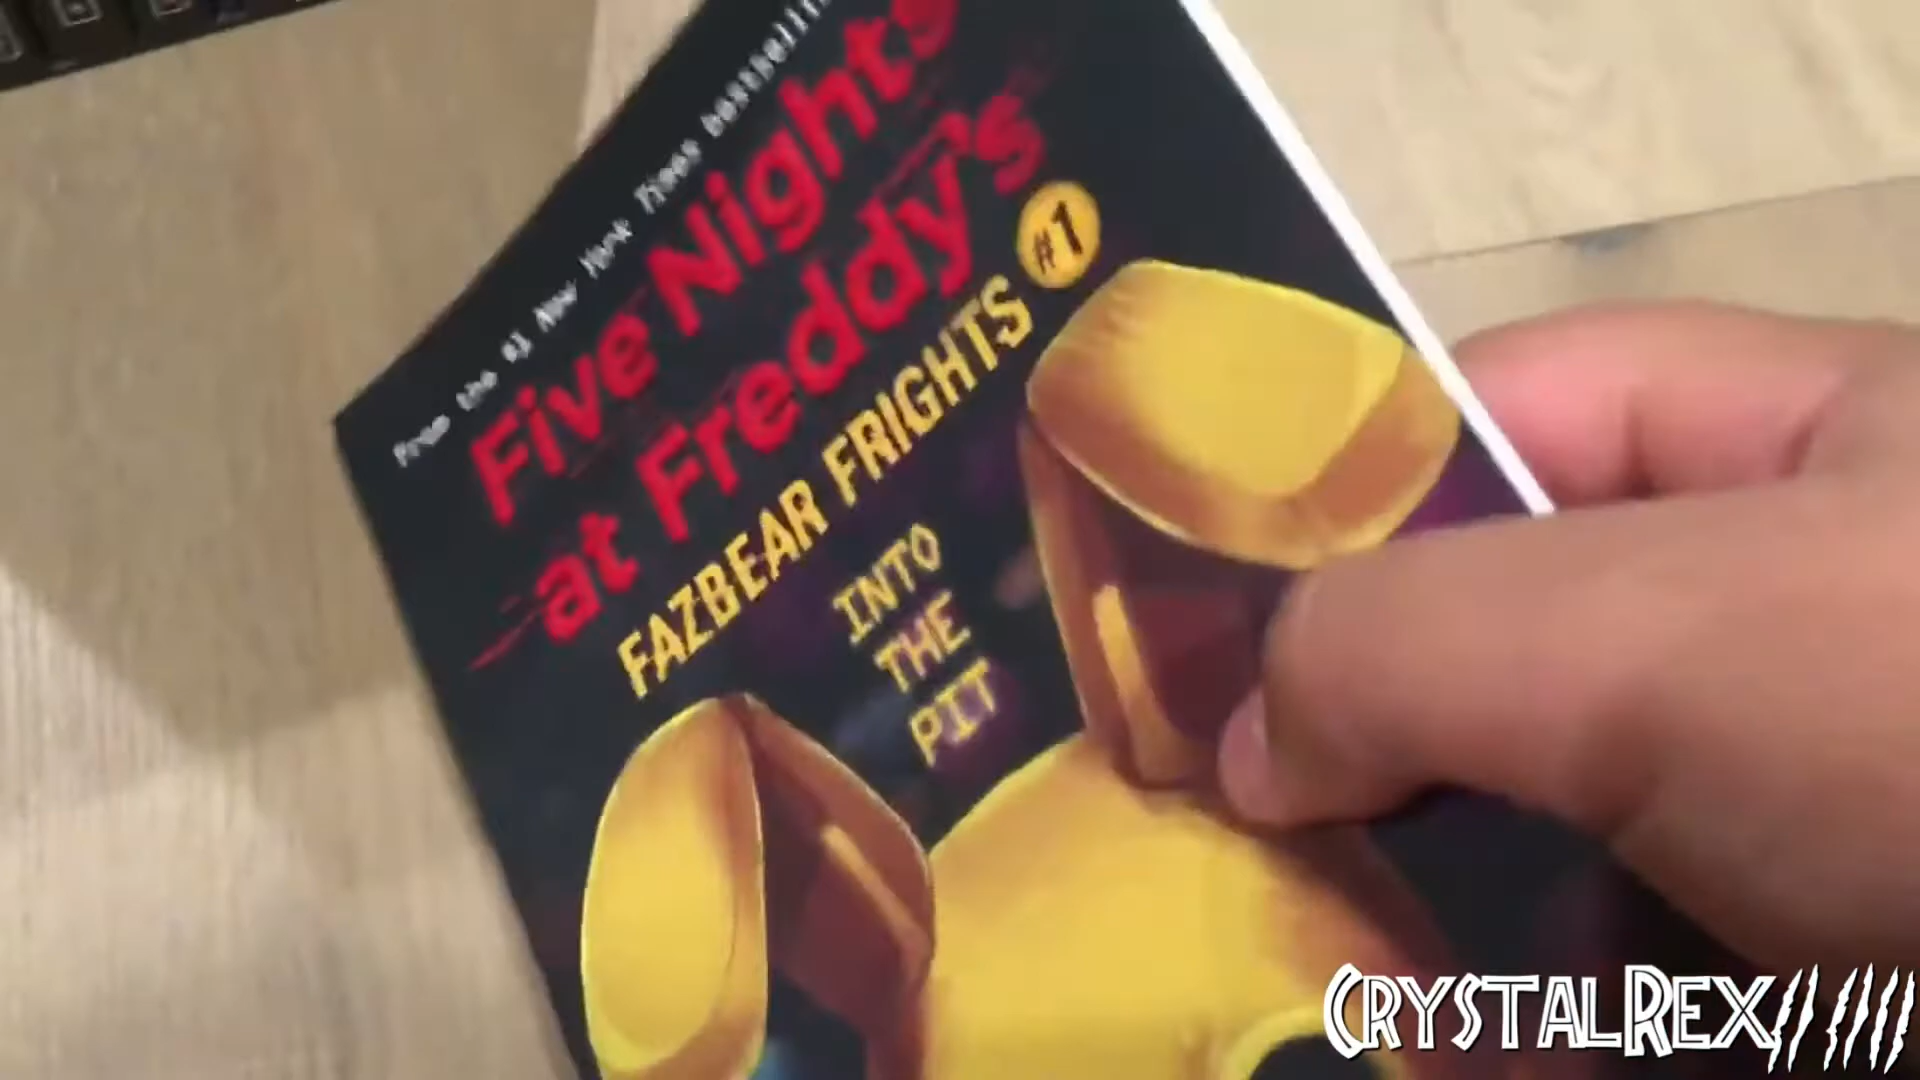 From the #1 New York Times bestselling
Five Nights
at Freddy's
FAZBEAR FRIGHTS #1
INTO
THE
PIT
CRYSTALREX